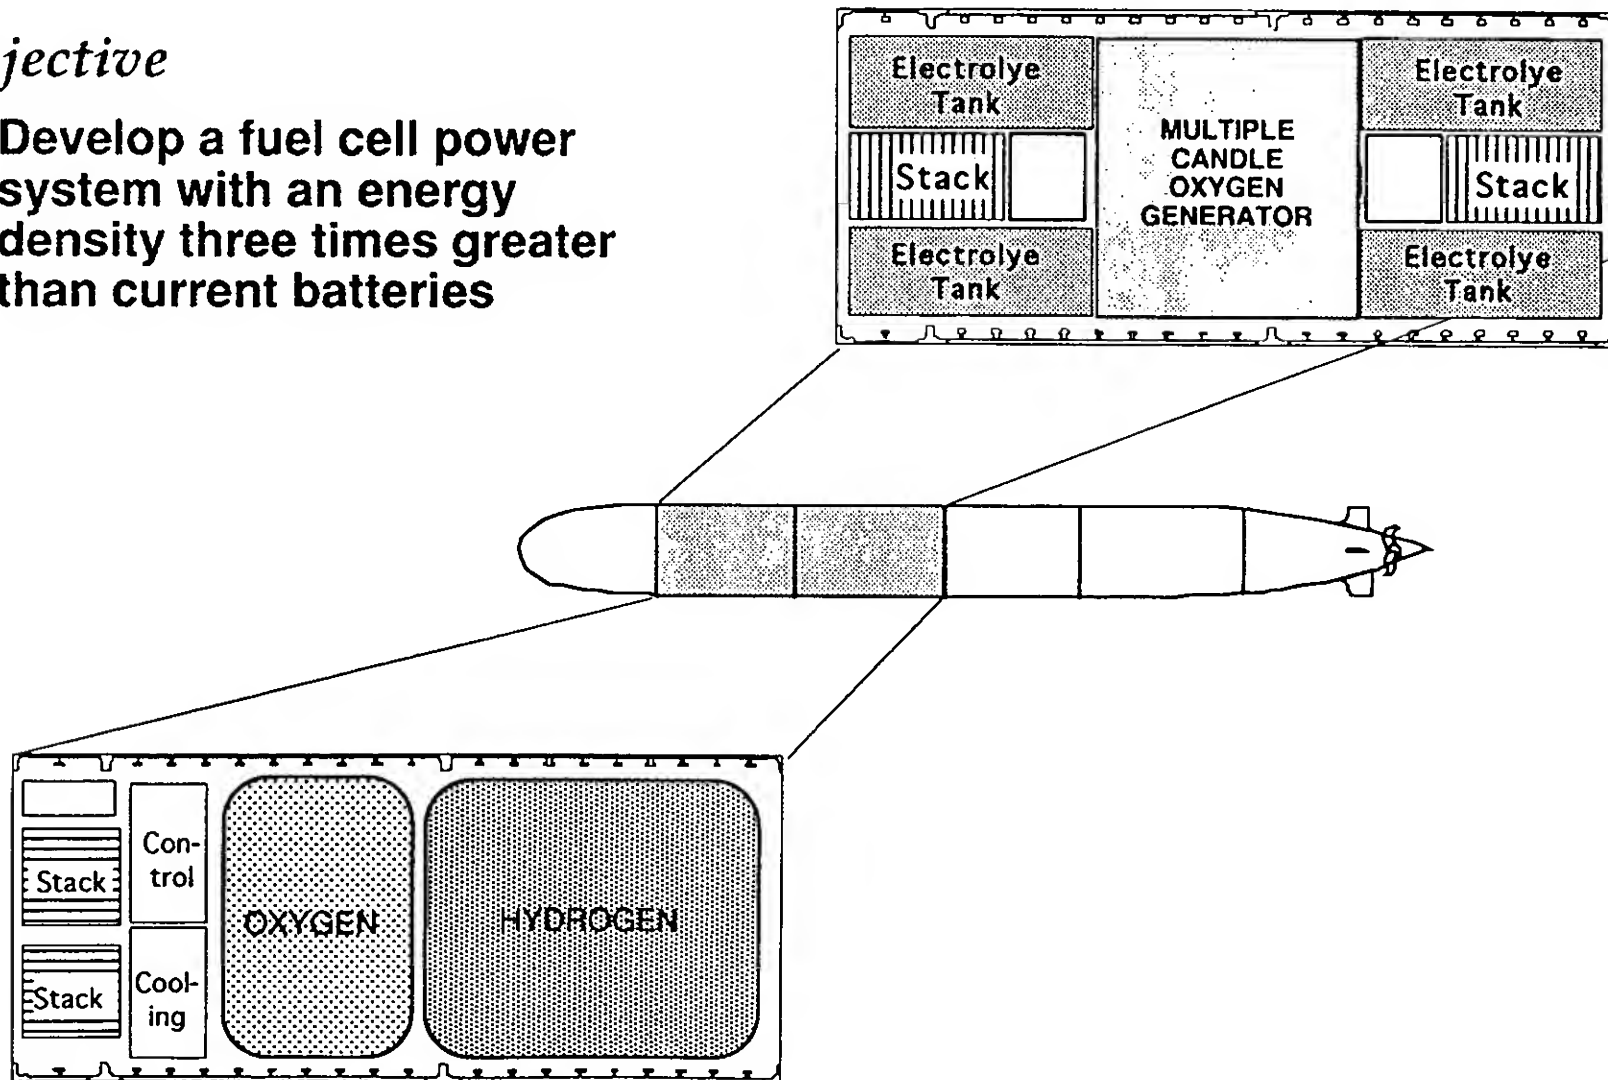 jective
Develop a fuel cell power
system with an energy
density three times greater
than current batteries
Electrolye
Tank
Stack
Electrolye
Tank
MULTIPLE
CANDLE
OXYGEN
GENERATOR
Electrolye
Tank
Stack
Electrolye
Tank
Con-
trol
Stack
Cool-
ing
Stack
OXYGEN
HYDROGEN